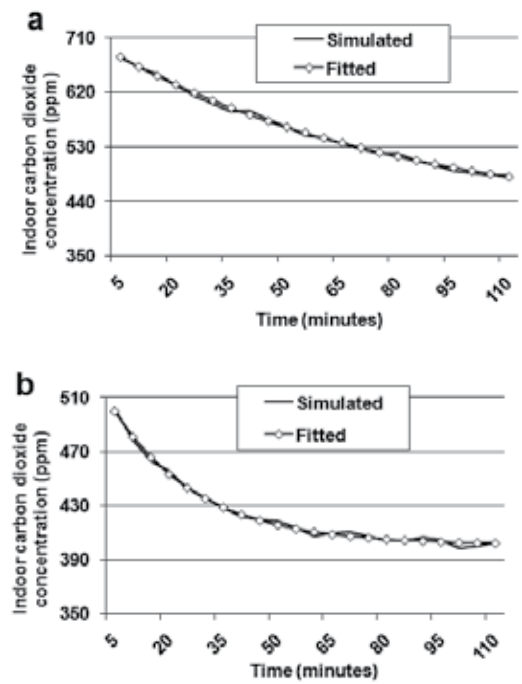 a
710
620
530
440
350
Indoor carbon dioxide
concentration (ppm)
Simulated
Fitted
5
20
35
50
65
80
95
110
Time (minutes)
b
510
470
430
390
350
Indoor carbon dioxide
concentration (ppm)
Simulated
Fitted
5
20
35
50
65
80
95
110
Time (minutes)